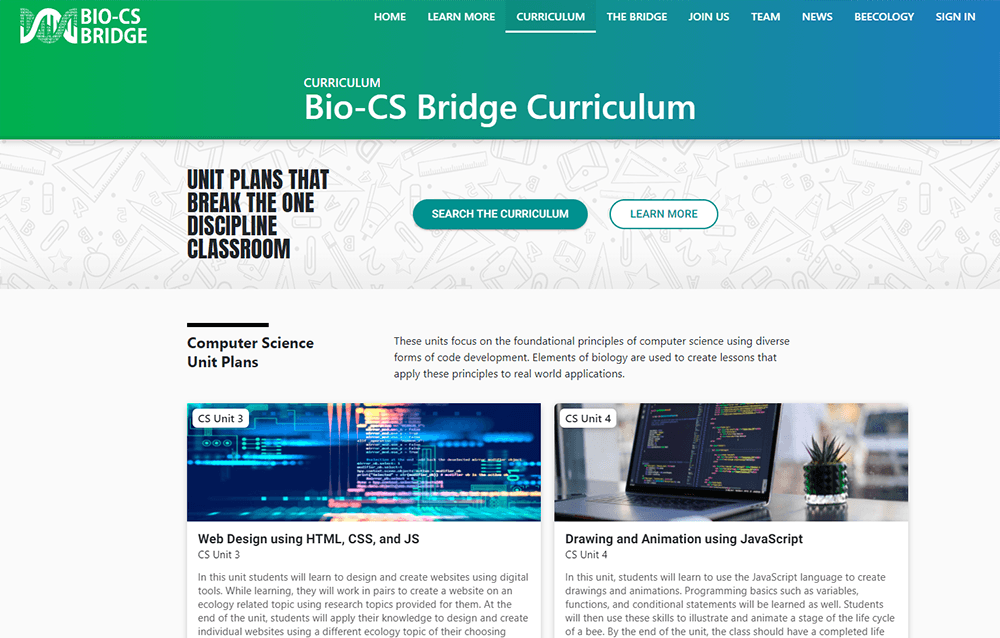 BIO-CS
BRIDGE
HOME LEARN MORE CURRICULUM THE BRIDGE JOIN US TEAM NEWS BEECOLOGY SIGN IN
CURRICULUM
Bio-CS Bridge Curriculum
UNIT PLANS THAT
BREAK THE ONE
DISCIPLINE
CLASSROOM
SEARCH THE CURRICULUM
LEARN MORE
Computer Science
Unit Plans
These units focus on the foundational principles of computer science using diverse
forms of code development. Elements of biology are used to create lessons that
apply these principles to real world applications.
CS Unit 3
Web Design using HTML, CSS, and JS
CS Unit 3
In this unit students will learn to design and create websites using digital
tools. While learning, they will work in pairs to create a website on an
ecology related topic using research topics provided for them. At the
end of the unit, students will apply their knowledge to design and create
individual websites using a different ecology topic of their choosing
CS Unit 4
Drawing and Animation using JavaScript
CS Unit 4
In this unit, students will learn to use the JavaScript language to create
drawings and animations. Programming basics such as variables,
functions, and conditional statements will be learned as well. Students
will then use these skills to illustrate and animate a stage of the life cycle
of a bee. By the end of the unit, the class should have a completed life